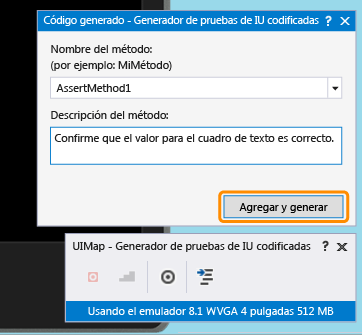 Código generado - Generador de pruebas de IU codificadas ? X
Nombre del método:
(por ejemplo: MiMétodo)
AssertMethod1
Descripción del método:
Confirme que el valor para el cuadro de texto es correcto.
Agregar y generar
UIMap - Generador de pruebas de IU codificadas ? X
Usando el emulador 8.1 WVGA 4 pulgadas 512 MB